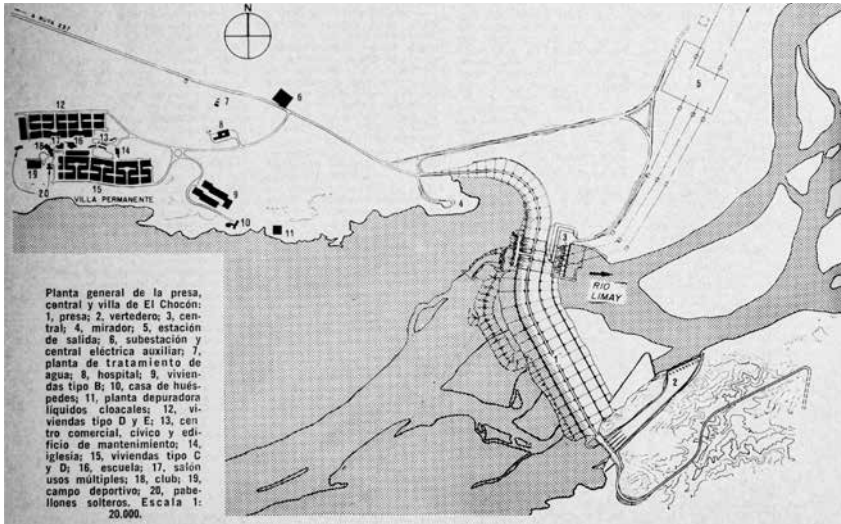 A RUTA 237
N
12
7
6
8
5
17
16
13
18
14
19
20
15
VILLA PERMANENTE
9
10
11
4
3
RIO
LIMAY
1
2
Planta general de la presa,
central y villa de El Chocón:
1, presa; 2, vertedero; 3, cen-
tral; 4, mirador; 5, estación
de salida; 6, subestación y
central eléctrica auxiliar; 7,
planta de tratamiento de
agua; 8, hospital; 9, vivien-
das tipo B; 10, casa de hués-
pedes; 11, planta depuradora
líquidos cloacales; 12, vi-
viendas tipo D y E; 13, cen
tro comercial, cívico y edi-
ficio de mantenimiento; 14,
iglesia; 15, viviendas tipo C
y D; 16, escuela; 17, salón
usos múltiples; 18, club; 19,
campo deportivo; 20, pabe-
llones solteros. Escala 1:
20.000.